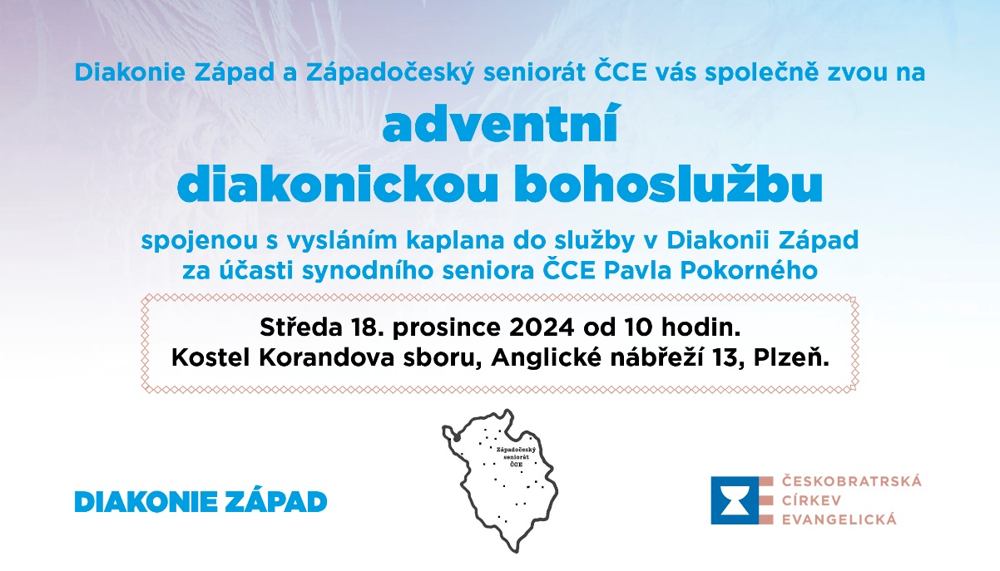 Diakonie Západ a Západočeský seniorát ČCE vás společně zvou na
adventní
diakonickou bohoslužbu
spojenou s vysláním kaplana do služby v Diakonii Západ
za účasti synodního seniora ČCE Pavla Pokorného
Středa 18. prosince 2024 od 10 hodin.
Kostel Korandova sboru, Anglické nábřeží 13, Plzeň.
Západočeský
seniorát
ČCE
DIAKONIE ZÁPAD
ČESKOBRATRSKÁ
CÍRKEV
EVANGELICKÁ